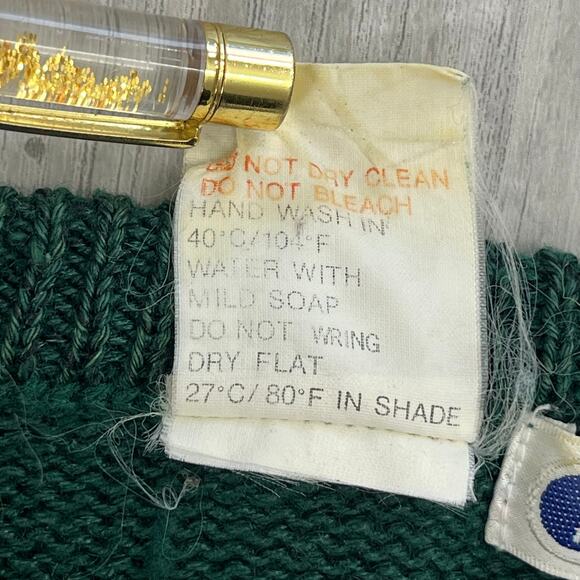 DO NOT DRY CLEAN
DO NOT BLEACH
HAND WASH IN
40°C/104°F
WATER WITH
MILD SOAP
DO NOT WRING
DRY FLAT
27°C/80°F IN SHADE